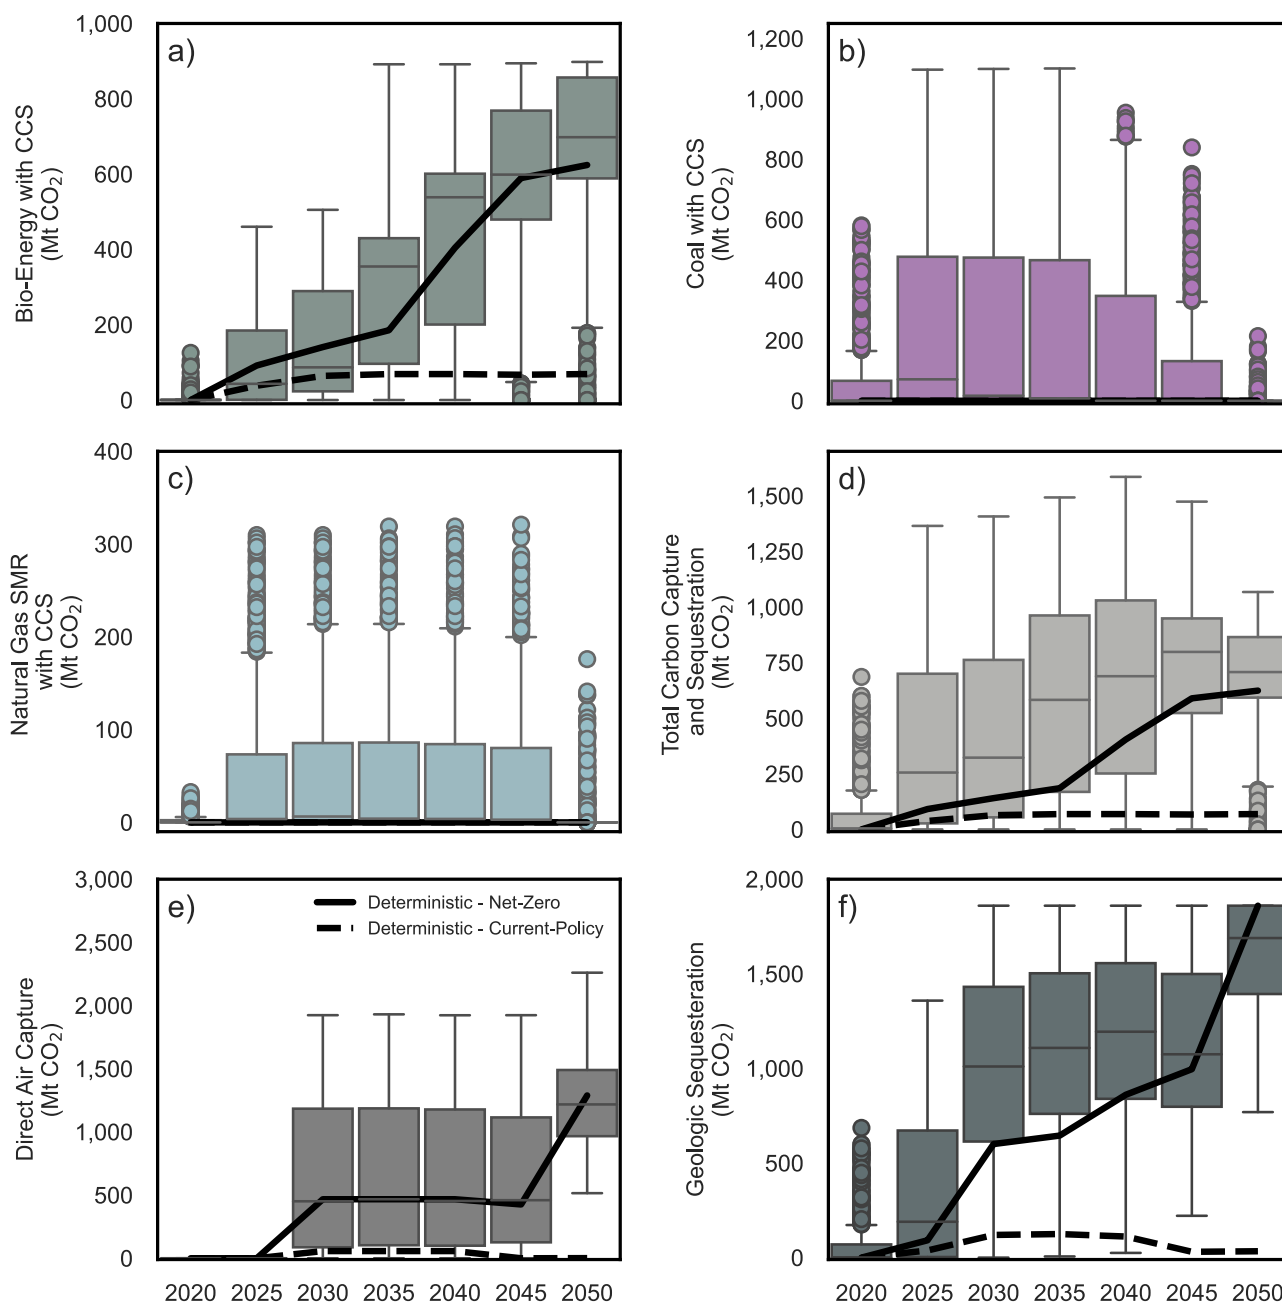 a)
1,000
800
600
400
200
0
Bio-Energy with CCS
(Mt CO₂)
b)
1,200
1,000
800
600
400
200
0
Coal with CCS
(Mt CO₂)
c)
400
300
200
100
0
Natural Gas SMR
with CCS
(Mt CO₂)
d)
1,500
1,250
1,000
750
500
250
0
Total Carbon Capture
and Sequestration
(Mt CO₂)
e)
3,000
2,500
2,000
1,500
1,000
500
0
Direct Air Capture
(Mt CO₂)
Deterministic - Net-Zero
Deterministic - Current-Policy
2020 2025 2030 2035 2040 2045 2050
f)
2,000
1,500
1,000
500
0
Geologic Sequesteration
(Mt CO₂)
2020 2025 2030 2035 2040 2045 2050